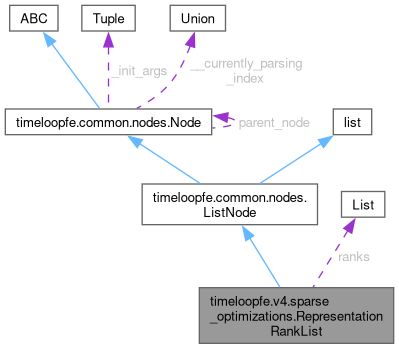 ABC
Tuple
Union
_init_args
__currently_parsing
_index
timeloopfe.common.nodes.Node
parent_node
list
timeloopfe.common.nodes.
ListNode
List
ranks
timeloopfe.v4.sparse
_optimizations.Representation
RankList